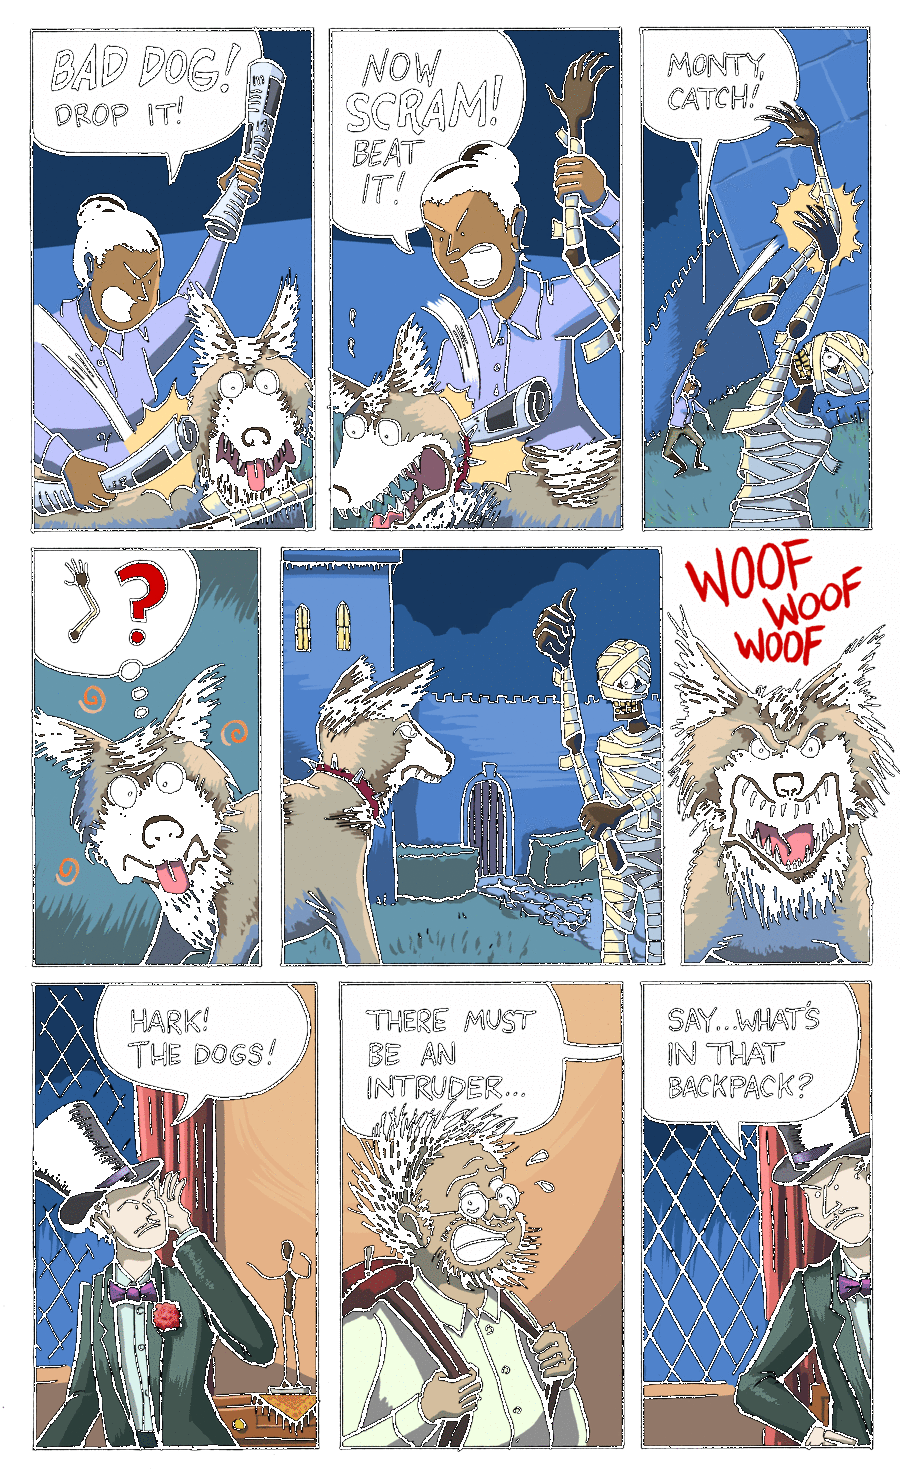 BAD DOG!
DROP IT!
NOW
SCRAM!
BEAT
IT!
MONTY,
CATCH!
?
WOOF
WOOF
WOOF
HARK!
THE DOGS!
THERE MUST
BE AN
INTRUDER...
SAY...WHAT'S
IN THAT
BACKPACK?